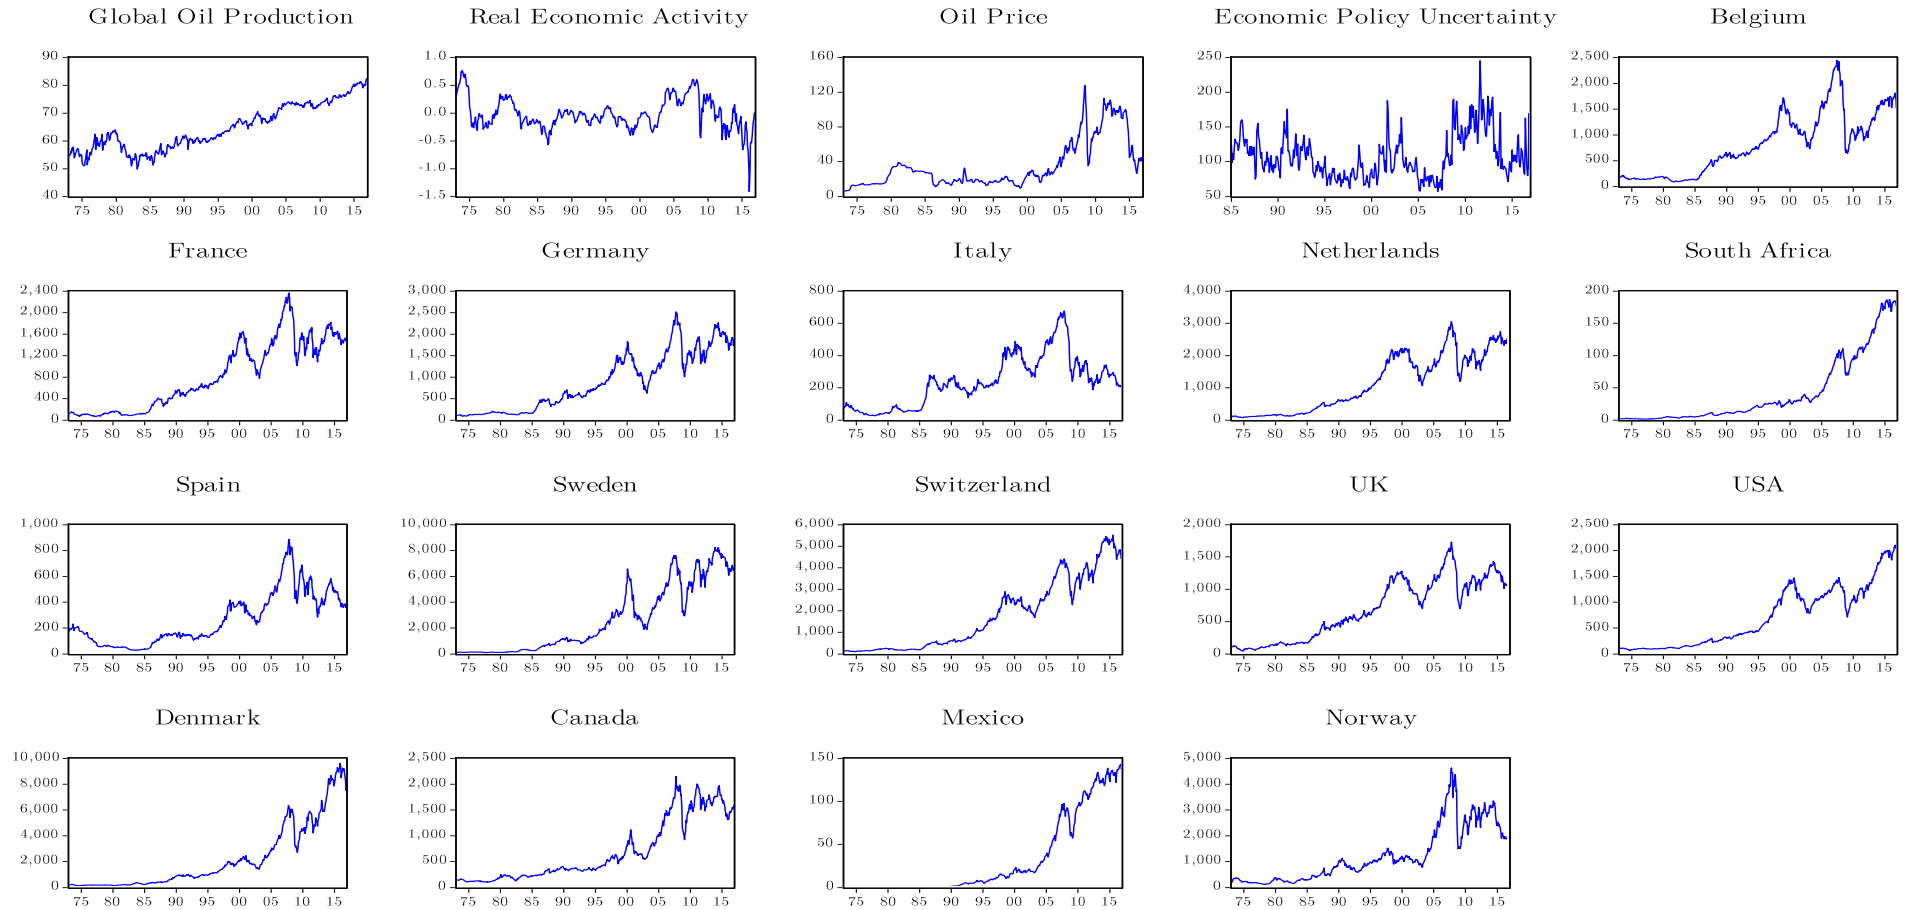 Global Oil Production
Real Economic Activity
Oil Price
Economic Policy Uncertainty
Belgium
90
80
70
60
50
40
75 80 85 90 95 00 05 10 15
1.0
0.5
0.0
-0.5
-1.0
-1.5
75 80 85 90 95 00 05 10 15
160
120
80
40
0
75 80 85 90 95 00 05 10 15
250
200
150
100
50
85 90 95 00 05 10 15
2,500
2,000
1,500
1,000
500
0
75 80 85 90 95 00 05 10 15
France
Germany
Italy
Netherlands
South Africa
2,400
2,000
1,600
1,200
800
400
0
75 80 85 90 95 00 05 10 15
3,000
2,500
2,000
1,500
1,000
500
0
75 80 85 90 95 00 05 10 15
800
600
400
200
0
75 80 85 90 95 00 05 10 15
4,000
3,000
2,000
1,000
0
75 80 85 90 95 00 05 10 15
200
150
100
50
0
75 80 85 90 95 00 05 10 15
Spain
Sweden
Switzerland
UK
USA
1,000
800
600
400
200
0
75 80 85 90 95 00 05 10 15
10,000
8,000
6,000
4,000
2,000
0
75 80 85 90 95 00 05 10 15
6,000
5,000
4,000
3,000
2,000
1,000
0
75 80 85 90 95 00 05 10 15
2,000
1,500
1,000
500
0
75 80 85 90 95 00 05 10 15
2,500
2,000
1,500
1,000
500
0
75 80 85 90 95 00 05 10 15
Denmark
Canada
Mexico
Norway
10,000
8,000
6,000
4,000
2,000
0
75 80 85 90 95 00 05 10 15
2,500
2,000
1,500
1,000
500
0
75 80 85 90 95 00 05 10 15
150
100
50
0
75 80 85 90 95 00 05 10 15
5,000
4,000
3,000
2,000
1,000
0
75 80 85 90 95 00 05 10 15